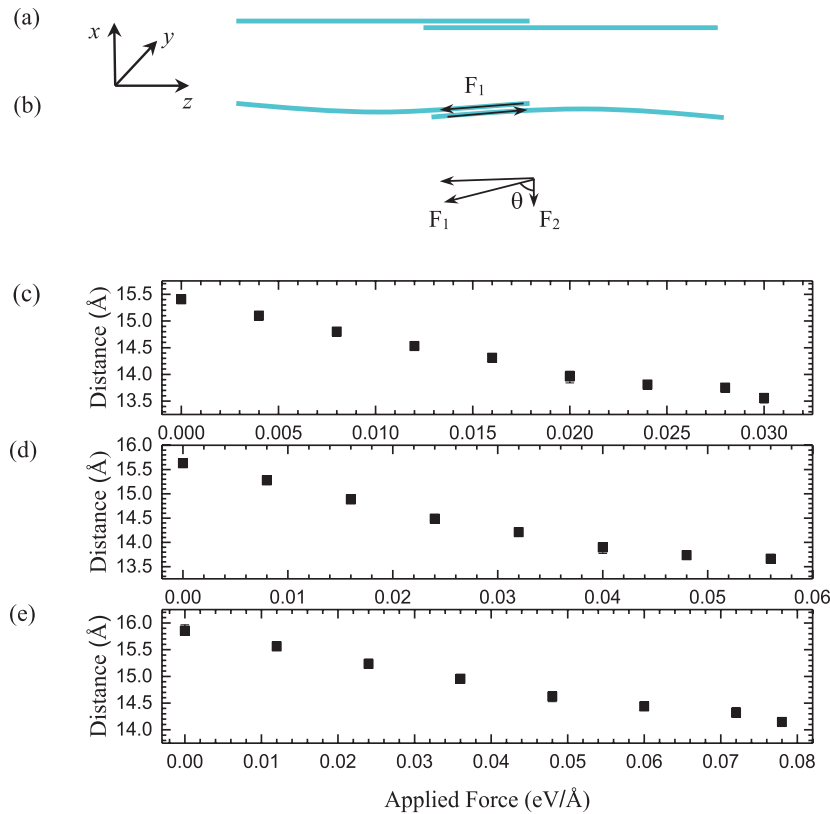 (a)
x
y
z
(b)
F₁
F₁
θ
F₂
(c)
Distance (Å)
15.5
15.0
14.5
14.0
13.5
0.000 0.005 0.010 0.015 0.020 0.025 0.030
(d)
Distance (Å)
16.0
15.5
15.0
14.5
14.0
13.5
0.00 0.01 0.02 0.03 0.04 0.05 0.06
(e)
Distance (Å)
16.0
15.5
15.0
14.5
14.0
0.00 0.01 0.02 0.03 0.04 0.05 0.06 0.07 0.08
Applied Force (eV/Å)